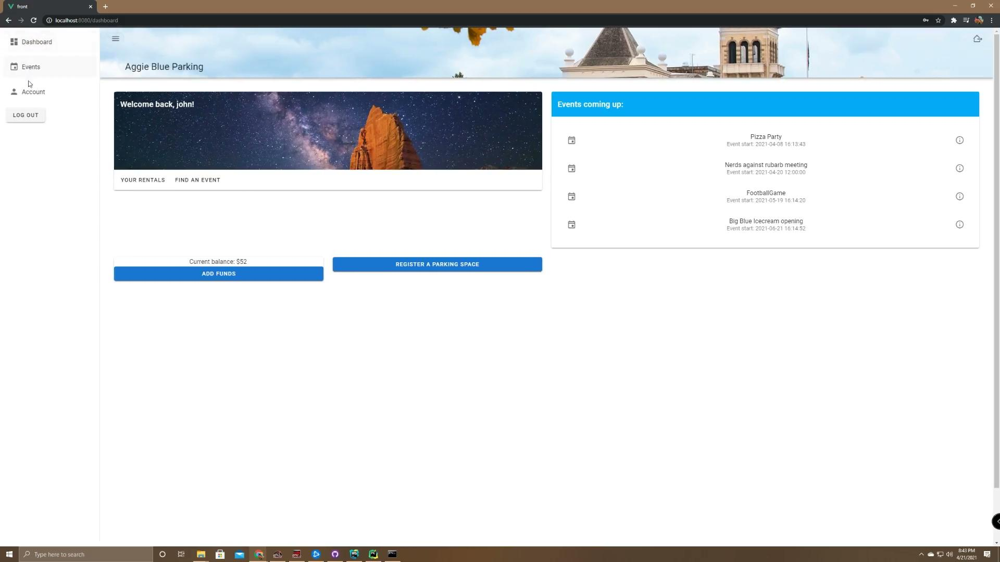 front
localhost:8080/dashboard
Dashboard
Events
Account
LOG OUT
Aggie Blue Parking
Welcome back, john!
YOUR RENTALS FIND AN EVENT
Current balance: $52
ADD FUNDS
REGISTER A PARKING SPACE
Events coming up:
Pizza Party
Event start: 2021-04-08 16:13:43
Nerds against rubarb meeting
Event start: 2021-04-20 12:00:00
FootballGame
Event start: 2021-05-19 16:14:20
Big Blue Icecream opening
Event start: 2021-06-21 16:14:52
Type here to search
8:43 PM
4/21/2021